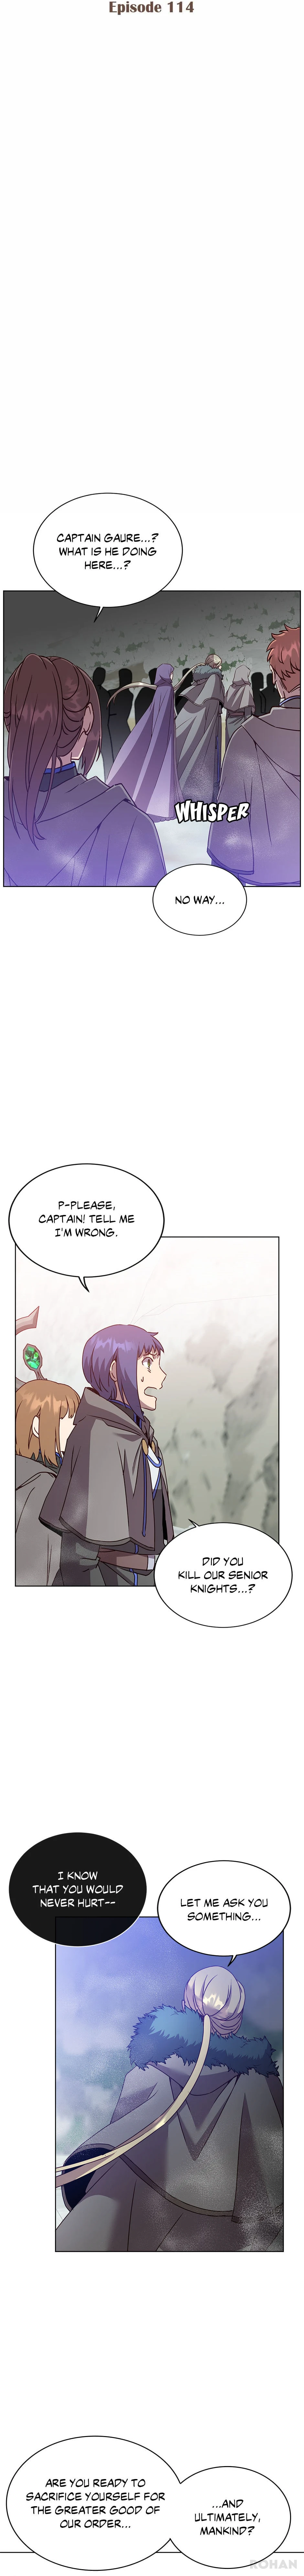 Episode 114
CAPTAIN GAURE...?
WHAT IS HE DOING
HERE...?
WHISPER
NO WAY...
P-PLEASE,
CAPTAIN! TELL ME
I'M WRONG.
DID YOU
KILL OUR SENIOR
KNIGHTS...?
I KNOW
THAT YOU WOULD
NEVER HURT--
LET ME ASK YOU
SOMETHING...
ARE YOU READY TO
SACRIFICE YOURSELF FOR
THE GREATER GOOD OF
OUR ORDER...
...AND
ULTIMATELY,
MANKIND?
ROHAN